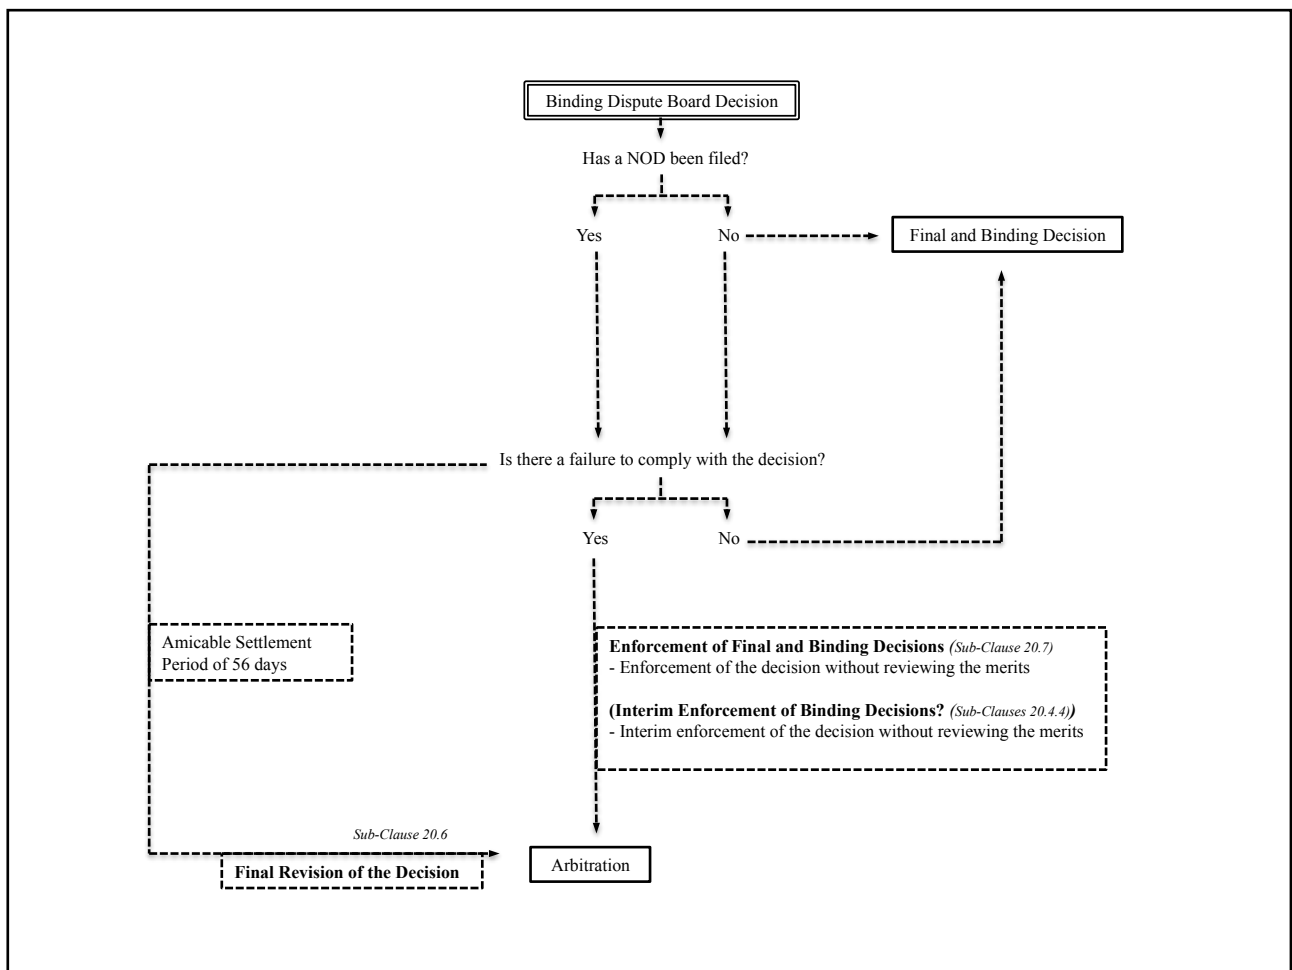 Binding Dispute Board Decision
Has a NOD been filed?
Yes
No
Final and Binding Decision
Is there a failure to comply with the decision?
Yes
No
Amicable Settlement
Period of 56 days
Enforcement of Final and Binding Decisions (Sub-Clause 20.7)
- Enforcement of the decision without reviewing the merits
(Interim Enforcement of Binding Decisions? (Sub-Clauses 20.4.4))
- Interim enforcement of the decision without reviewing the merits
Sub-Clause 20.6
Final Revision of the Decision
Arbitration